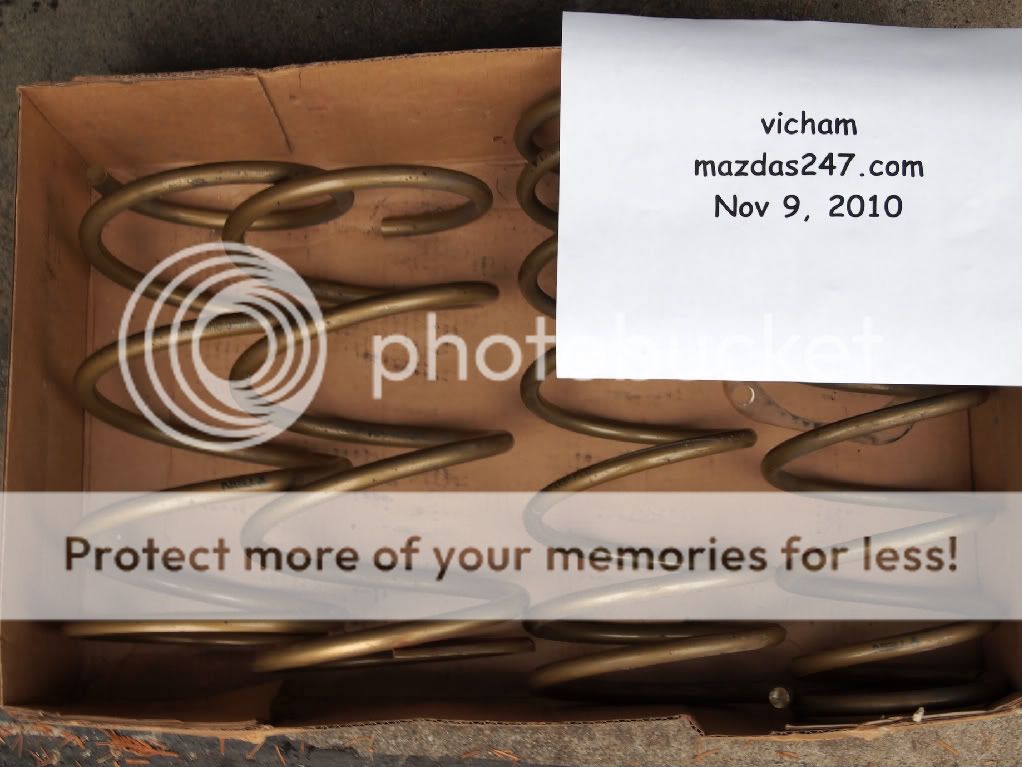 vicham
mazdas247.com
Nov 9, 2010
photobucket
Protect more of your memories for less!